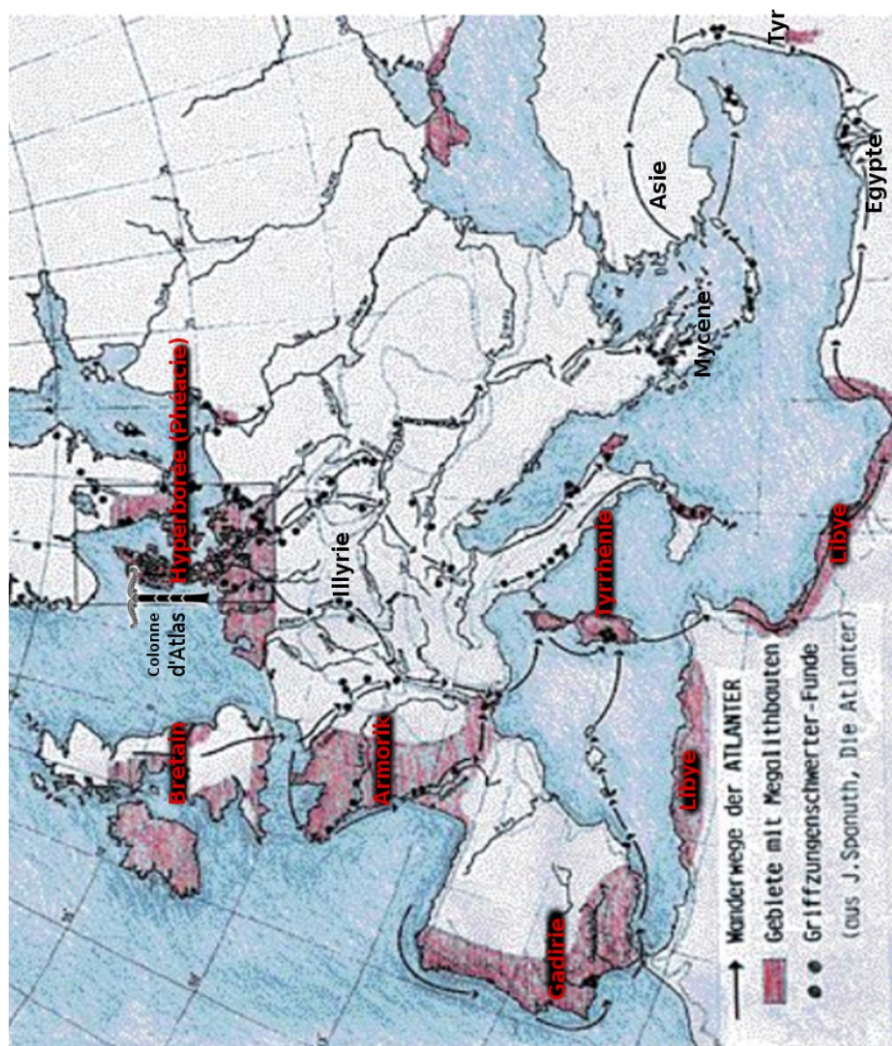 Tyr
Egypte
Asie
Mycene
Hyperborée (Phéacie)
Illyrie
Colonne
d'Atlas
Tyrrhénie
Libye
Bretain
Armorik
Libye
Gadirie
Wanderwege der ATLANTER
Gebiete mit Megalithbauten
Griffzungenschwerter-Funde
(aus J.Spanuth, Die Atlanter)